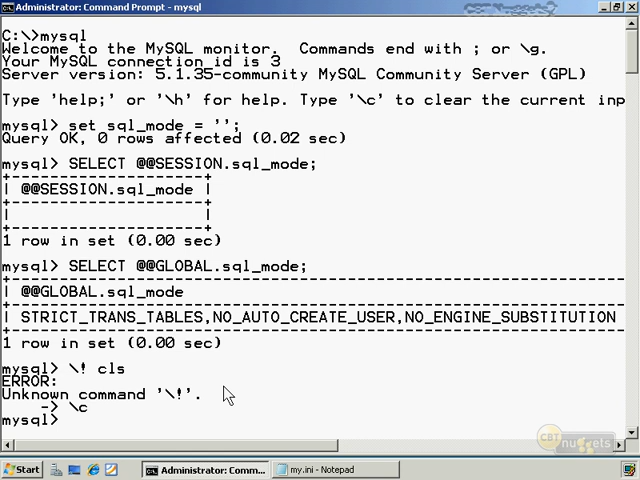 Administrator: Command Prompt - mysql
C:\>mysql
Welcome to the MySQL monitor.  Commands end with ; or \g.
Your MySQL connection id is 3
Server version: 5.1.35-community MySQL Community Server (GPL)
Type 'help;' or '\h' for help. Type '\c' to clear the current inp
mysql> set sql_mode = '';
Query OK, 0 rows affected (0.02 sec)
mysql> SELECT @@SESSION.sql_mode;
+--------------------+
| @@SESSION.sql_mode |
+--------------------+
|                    |
+--------------------+
1 row in set (0.00 sec)
mysql> SELECT @@GLOBAL.sql_mode;
+----------------------------------------------------------------
| @@GLOBAL.sql_mode
+----------------------------------------------------------------
| STRICT_TRANS_TABLES,NO_AUTO_CREATE_USER,NO_ENGINE_SUBSTITUTION
+----------------------------------------------------------------
1 row in set (0.00 sec)
mysql> \! cls
ERROR:
Unknown command '\!'.
    -> \c
mysql>
CBT nuggets
Start
Administrator: Comm...
my.ini - Notepad